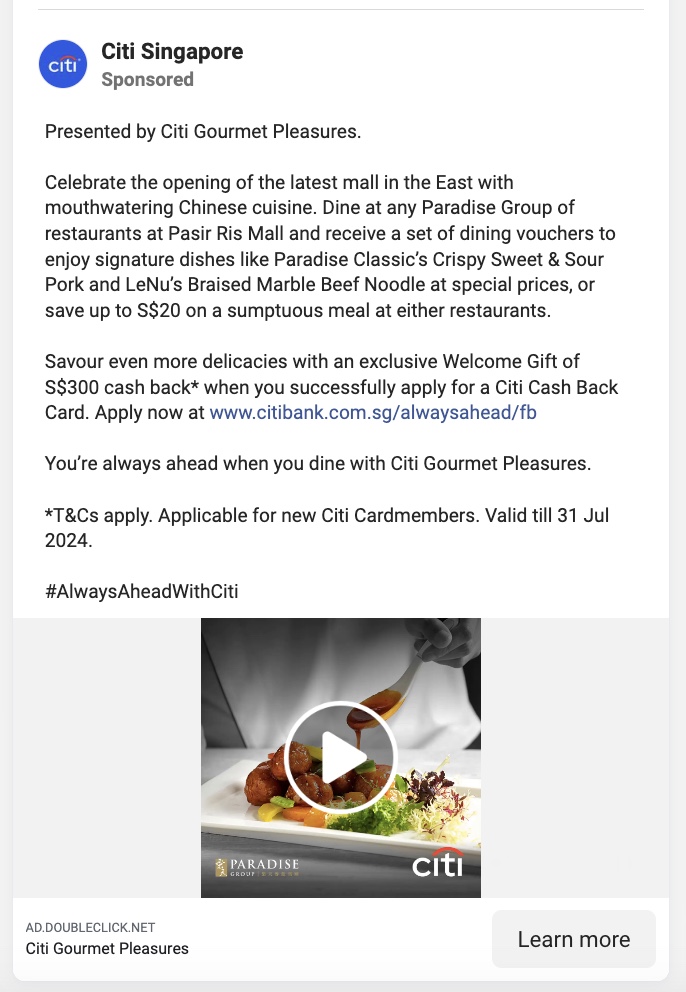 citi
Citi Singapore
Sponsored
Presented by Citi Gourmet Pleasures.
Celebrate the opening of the latest mall in the East with
mouthwatering Chinese cuisine. Dine at any Paradise Group of
restaurants at Pasir Ris Mall and receive a set of dining vouchers to
enjoy signature dishes like Paradise Classic’s Crispy Sweet & Sour
Pork and LeNu’s Braised Marble Beef Noodle at special prices, or
save up to S$20 on a sumptuous meal at either restaurants.
Savour even more delicacies with an exclusive Welcome Gift of
S$300 cash back* when you successfully apply for a Citi Cash Back
Card. Apply now at www.citibank.com.sg/alwaysahead/fb
You’re always ahead when you dine with Citi Gourmet Pleasures.
*T&Cs apply. Applicable for new Citi Cardmembers. Valid till 31 Jul
2024.
#AlwaysAheadWithCiti
PARADISE
GROUP
citi
AD.DOUBLECLICK.NET
Citi Gourmet Pleasures
Learn more